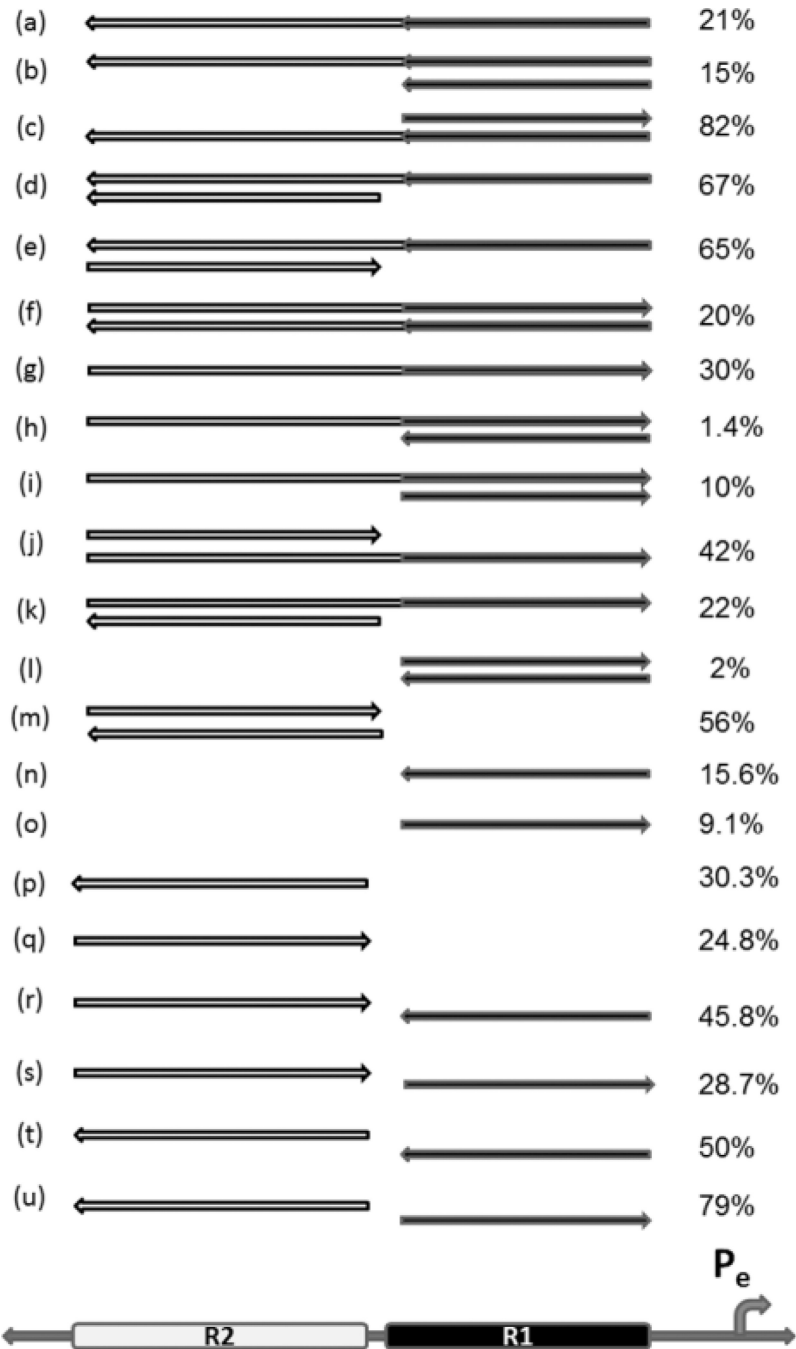 (a) 21%
(b) 15%
(c) 82%
(d) 67%
(e) 65%
(f) 20%
(g) 30%
(h) 1.4%
(i) 10%
(j) 42%
(k) 22%
(l) 2%
(m) 56%
(n) 15.6%
(o) 9.1%
(p) 30.3%
(q) 24.8%
(r) 45.8%
(s) 28.7%
(t) 50%
(u) 79%
Pe
R2 R1